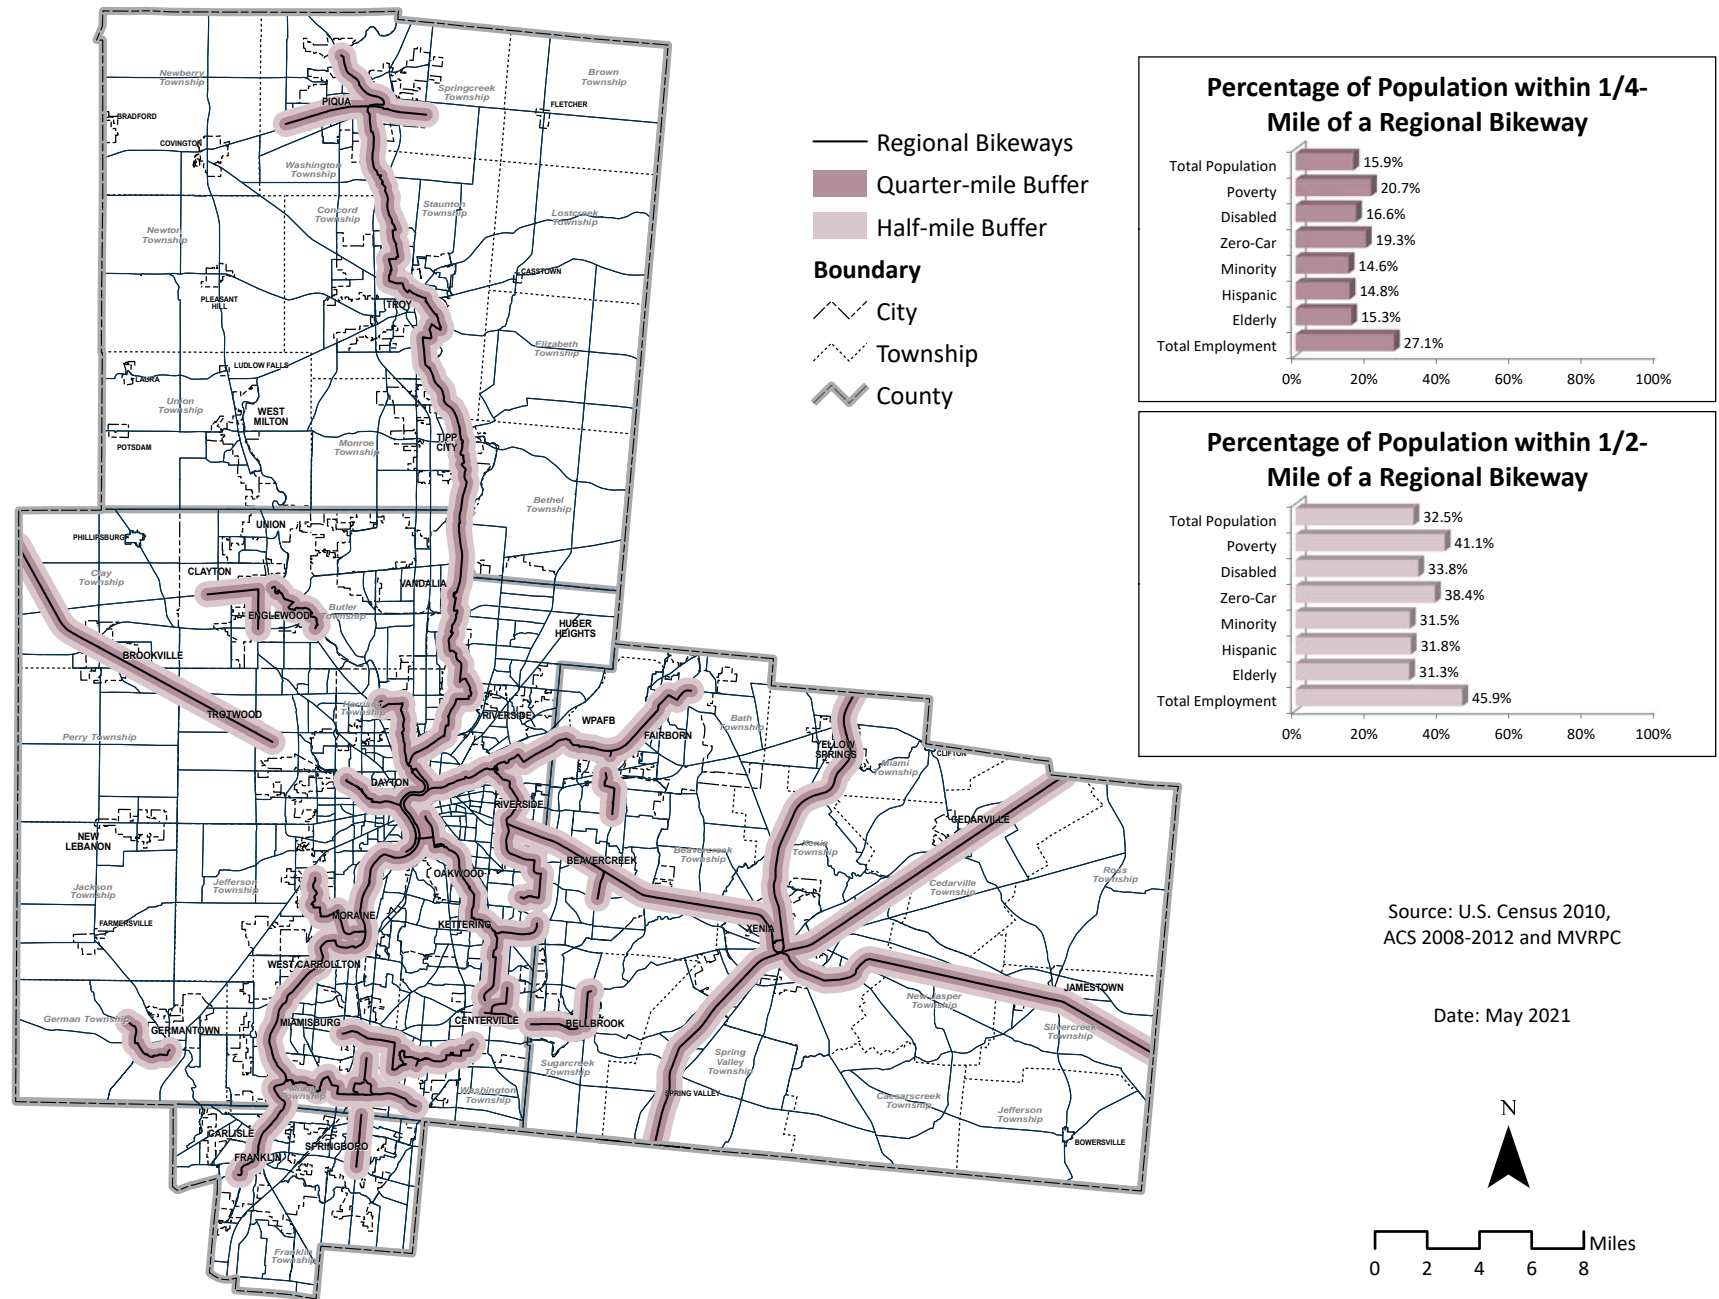 Newberry
Township
Brown
Township
Springcreek
Township
PIQUA
FLETCHER
BRADFORD
COVINGTON
Washington
Township
Concord
Township
Staunton
Township
Lostcreek
Township
Newton
Township
CASSTOWN
PLEASANT
HILL
TROY
Elizabeth
Township
LUDLOW FALLS
LAURA
Union
Township
WEST
MILTON
TIPP
CITY
Monroe
Township
POTSDAM
Bethel
Township
UNION
PHILLIPSBURG
Clay
Township
CLAYTON
VANDALIA
Butler
Township
ENGLEWOOD
HUBER
HEIGHTS
BROOKVILLE
Harrison
Township
TROTWOOD
RIVERSIDE
WPAFB
Bath
Township
FAIRBORN
Perry Township
YELLOW
SPRINGS
CLIFTON
Miami
Township
DAYTON
RIVERSIDE
CEDARVILLE
NEW
LEBANON
BEAVERCREEK
Beavercreek
Township
Xenia
Township
OAKWOOD
Jackson
Township
Jefferson
Township
Cedarville
Township
Ross
Township
FARMERSVILLE
MORAINE
KETTERING
XENIA
WEST CARROLLTON
JAMESTOWN
New Jasper
Township
German Township
GERMANTOWN
MIAMISBURG
CENTERVILLE
BELLBROOK
Silvercreek
Township
Sugarcreek
Township
Spring
Valley
Township
Miami
Township
Washington
Township
SPRING VALLEY
Caesarscreek
Township
Jefferson
Township
BOWERSVILLE
CARLISLE
SPRINGBORO
FRANKLIN
Franklin
Township
Regional Bikeways
Quarter-mile Buffer
Half-mile Buffer
Boundary
City
Township
County
Percentage of Population within 1/4-
Mile of a Regional Bikeway
Total Population 15.9%
Poverty 20.7%
Disabled 16.6%
Zero-Car 19.3%
Minority 14.6%
Hispanic 14.8%
Elderly 15.3%
Total Employment 27.1%
0% 20% 40% 60% 80% 100%
Percentage of Population within 1/2-
Mile of a Regional Bikeway
Total Population 32.5%
Poverty 41.1%
Disabled 33.8%
Zero-Car 38.4%
Minority 31.5%
Hispanic 31.8%
Elderly 31.3%
Total Employment 45.9%
0% 20% 40% 60% 80% 100%
Source: U.S. Census 2010,
ACS 2008-2012 and MVRPC
Date: May 2021
N
Miles
0 2 4 6 8